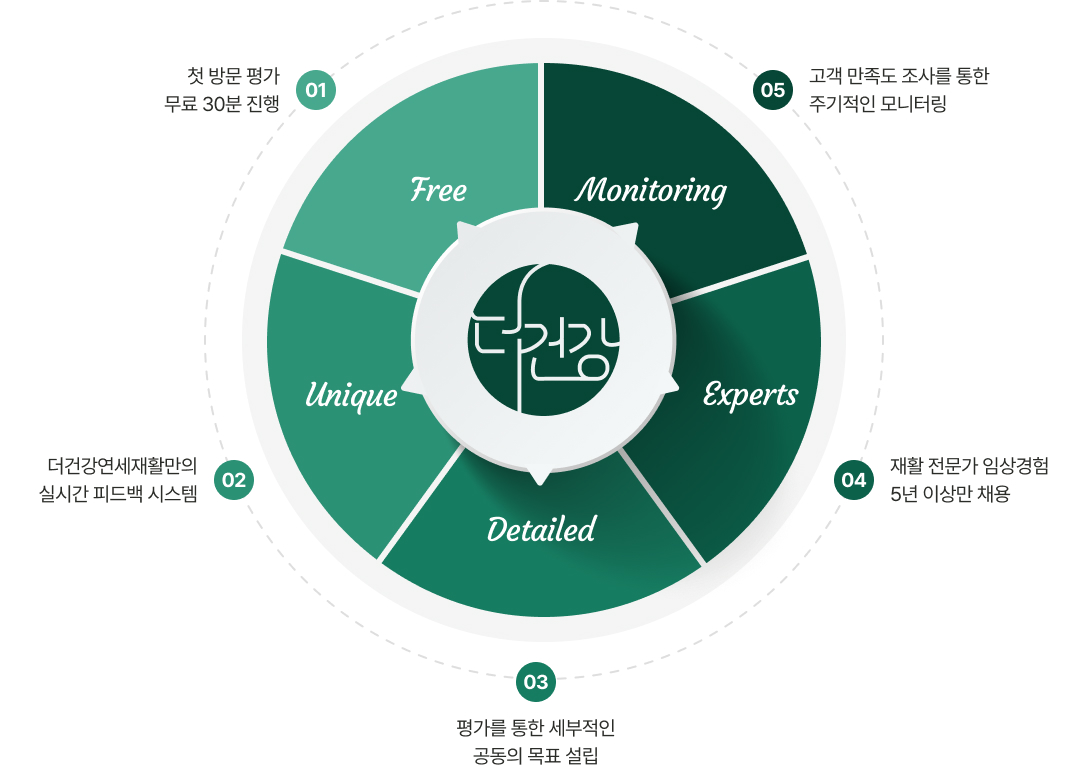 01
첫 방문 평가
무료 30분 진행
Free
02
더건강연세재활만의
실시간 피드백 시스템
Unique
03
평가를 통한 세부적인
공동의 목표 설립
Detailed
04
재활 전문가 임상경험
5년 이상만 채용
Experts
05
고객 만족도 조사를 통한
주기적인 모니터링
Monitoring
더건강